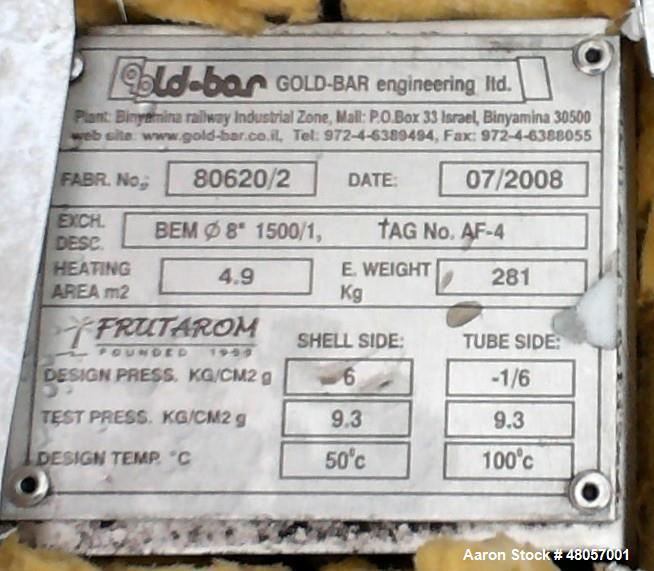 gold-bar GOLD-BAR engineering ltd.
Plant: Binyamina railway Industrial Zone, Mail: P.O.Box 33 Israel, Binyamina 30500
web site: www.gold-bar.co.il, Tel: 972-4-6389494, Fax: 972-4-6388055
FABR. No,: 80620/2 DATE: 07/2008
EXCH. DESC. BEM Ø 8" 1500/1, TAG No. AF-4
HEATING AREA m2 4.9 E. WEIGHT Kg 281
FRUTAROM
FOUNDED 1933
SHELL SIDE: TUBE SIDE:
DESIGN PRESS. KG/CM2 g 6 -1/6
TEST PRESS. KG/CM2 g 9.3 9.3
DESIGN TEMP. °C 50°c 100°c
Aaron Stock # 48057001